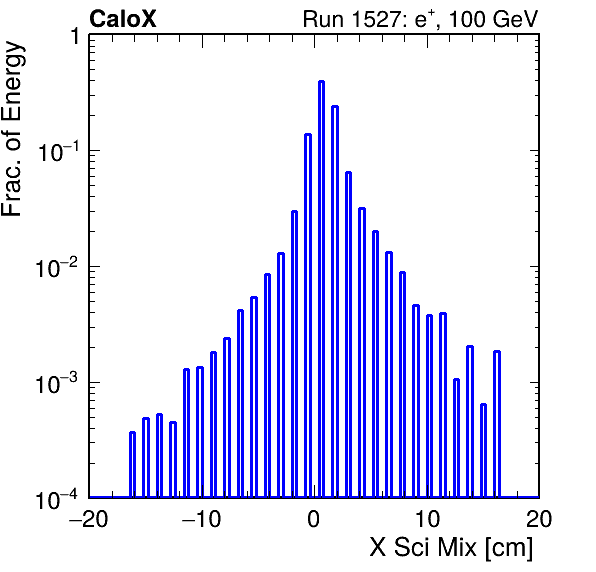 CaloX Run 1527: e⁺, 100 GeV
Frac. of Energy
1
10⁻¹
10⁻²
10⁻³
10⁻⁴
−20 −10 0 10 20
X Sci Mix [cm]